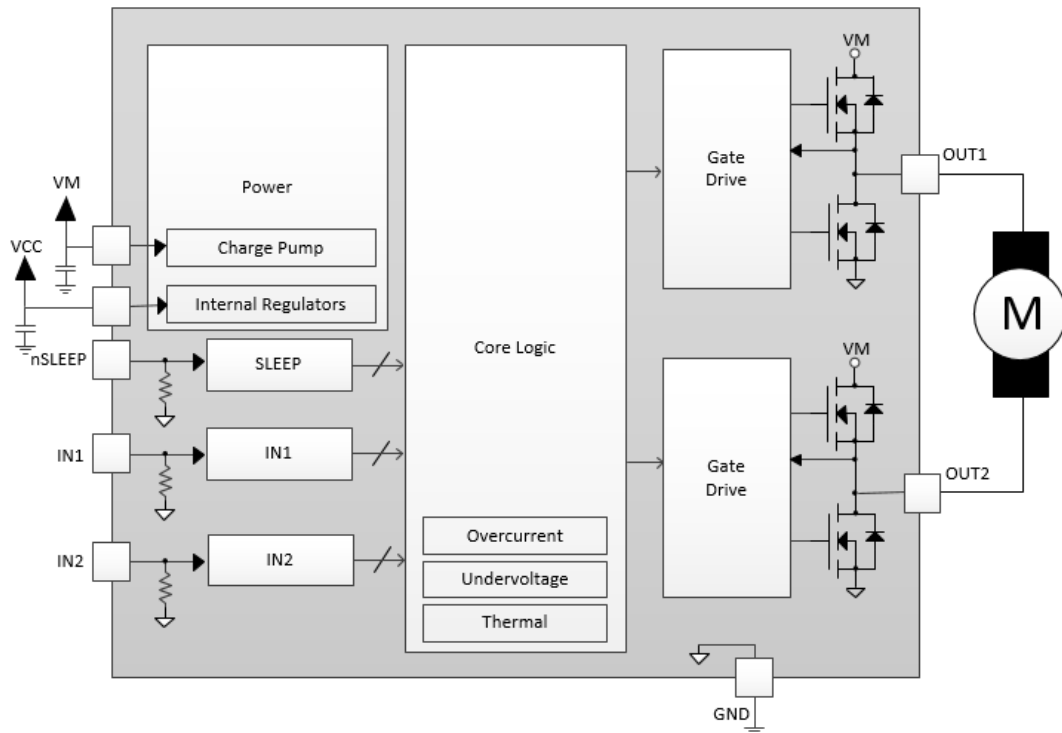 VM
Power
Gate
Drive
OUT1
VM
Charge Pump
VCC
Internal Regulators
M
nSLEEP
SLEEP
Core Logic
VM
IN1
IN1
Gate
Drive
OUT2
Overcurrent
IN2
IN2
Undervoltage
Thermal
GND